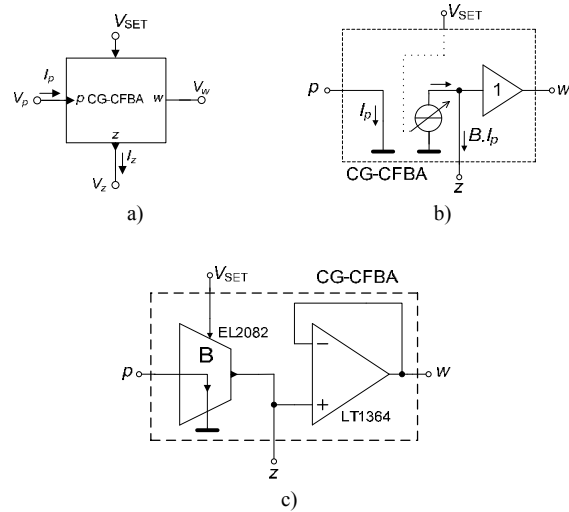 V_SET
I_p
V_p
p CG-CFBA w
V_w
z
I_z
V_z
a)
V_SET
p
I_p
1
w
B.I_p
CG-CFBA
z
b)
V_SET
CG-CFBA
EL2082
B
p
−
+
w
LT1364
z
c)